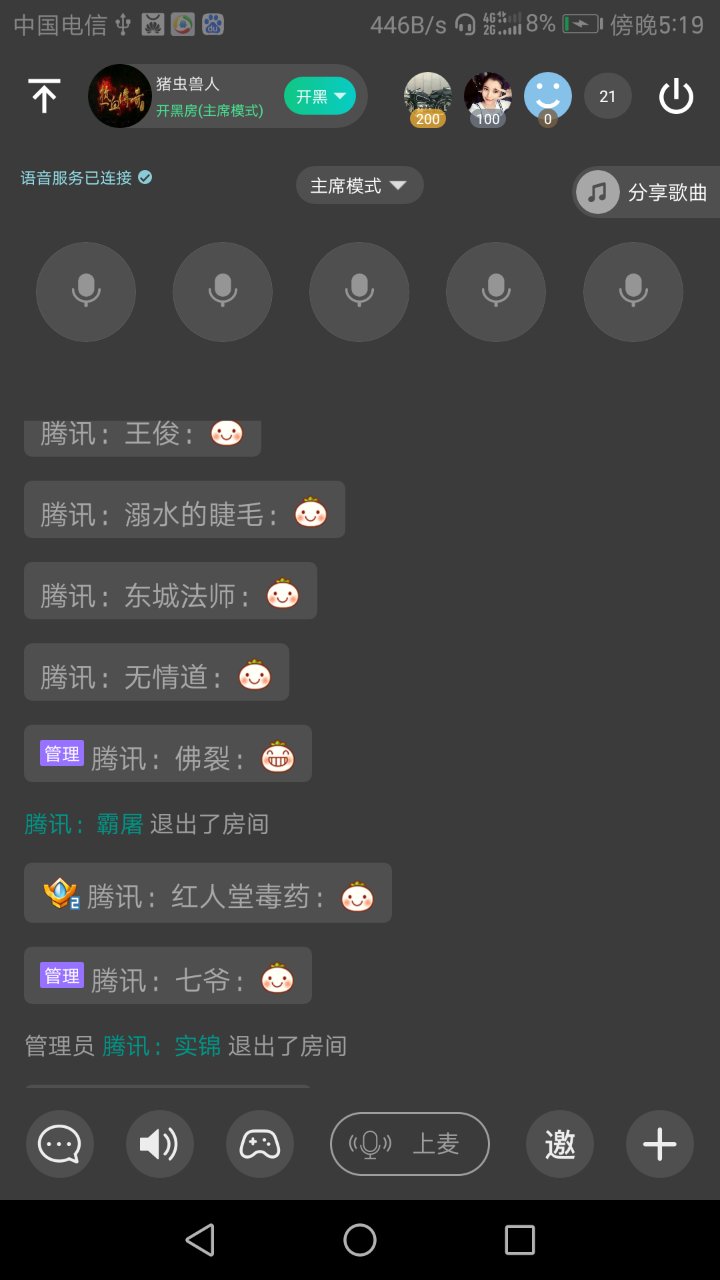 中国电信 446B/s 4G 2G 8% 傍晚5:19
猪虫兽人
开黑房(主席模式)
开黑
200 100 0 21
语音服务已连接
主席模式
分享歌曲
腾讯：王俊：
腾讯：溺水的睫毛：
腾讯：东城法师：
腾讯：无情道：
管理 腾讯：佛裂：
腾讯：霸屠 退出了房间
2 腾讯：红人堂毒药：
管理 腾讯：七爷：
管理员 腾讯：实锦 退出了房间
上麦 邀